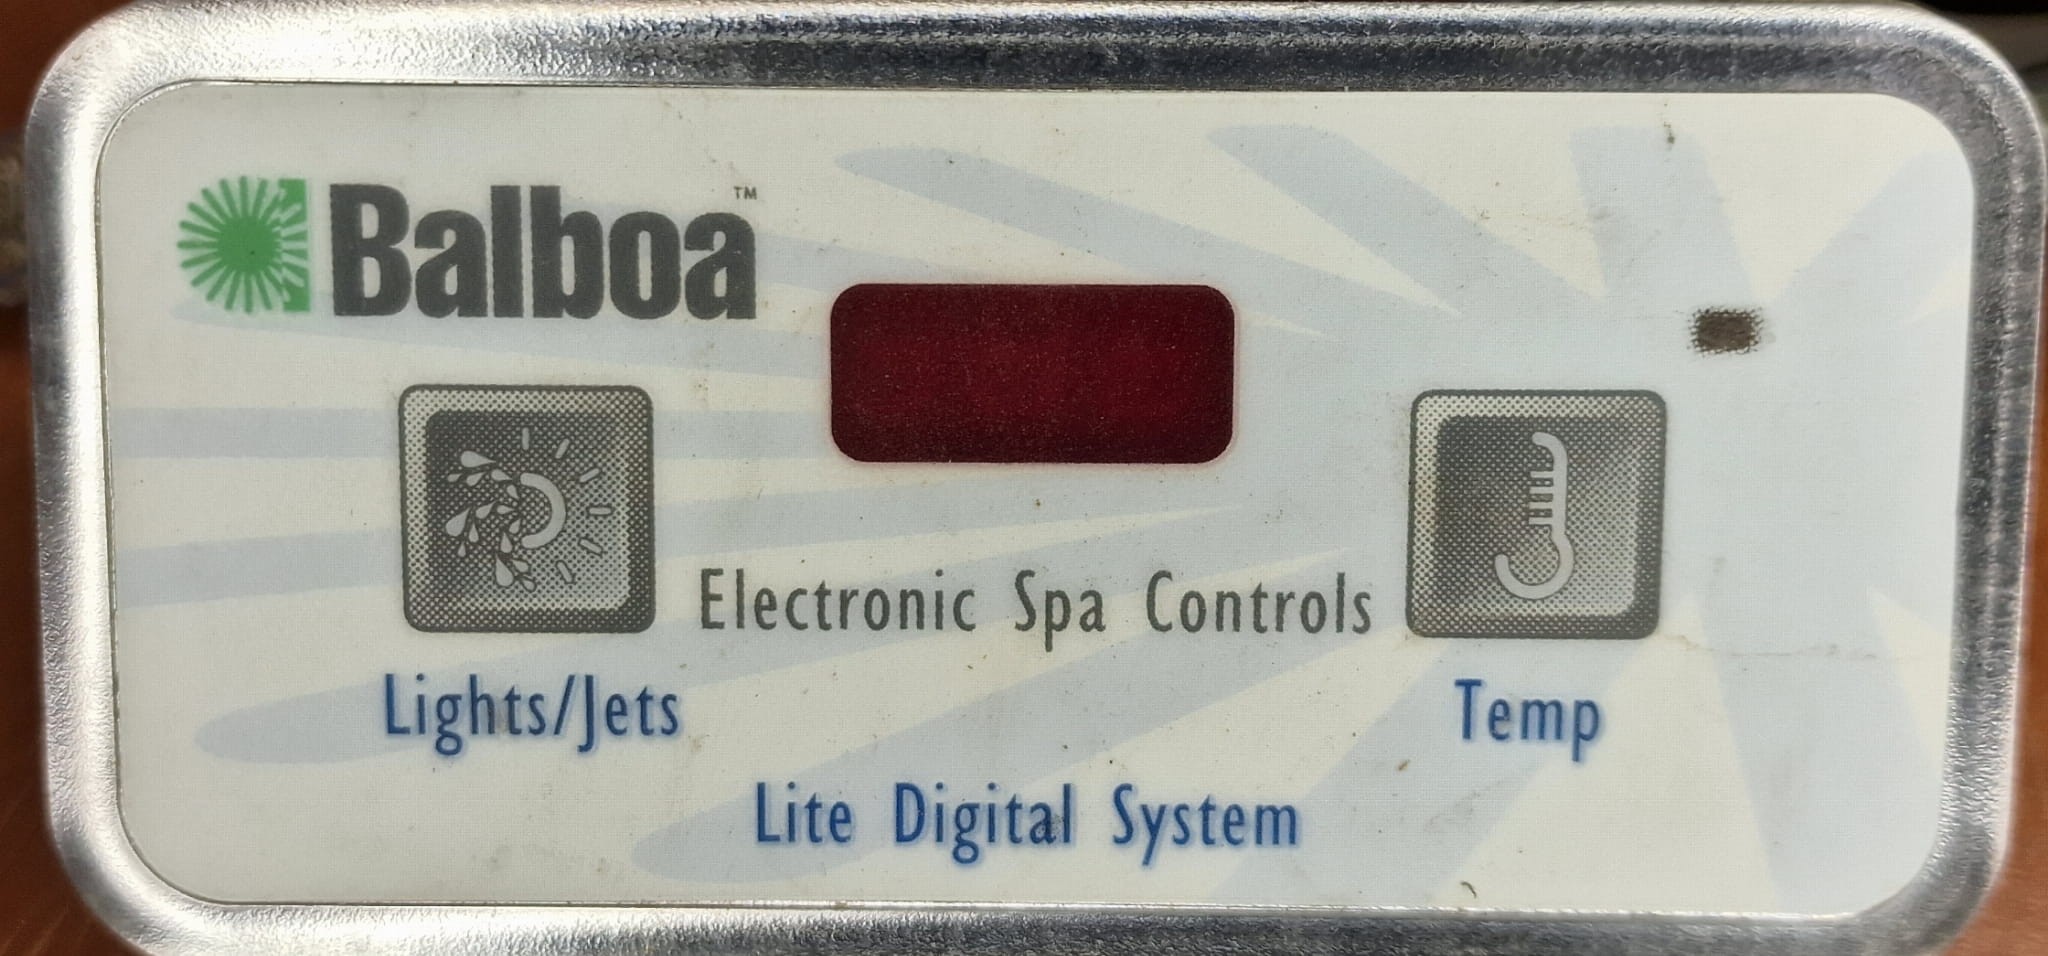 Balboa™
Electronic Spa Controls
Lights/Jets
Temp
Lite Digital System